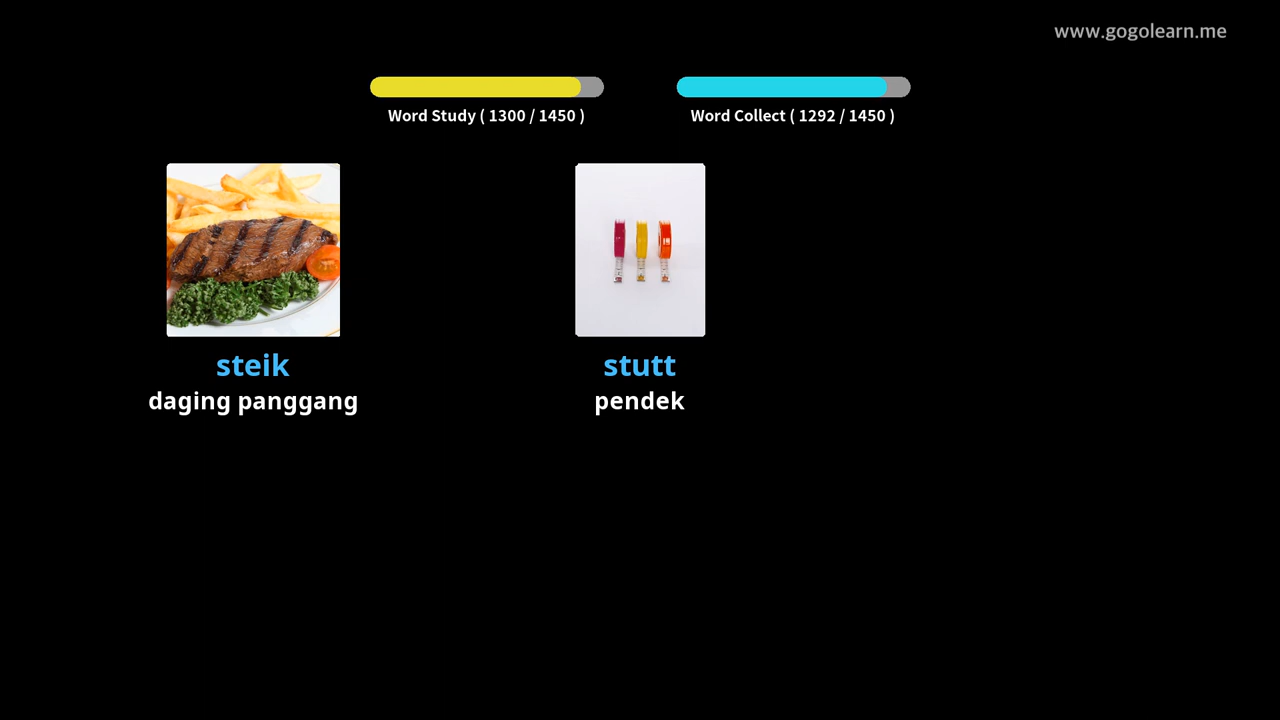 www.gogolearn.me
Word Study ( 1300 / 1450 )
Word Collect ( 1292 / 1450 )
steik
daging panggang
stutt
pendek